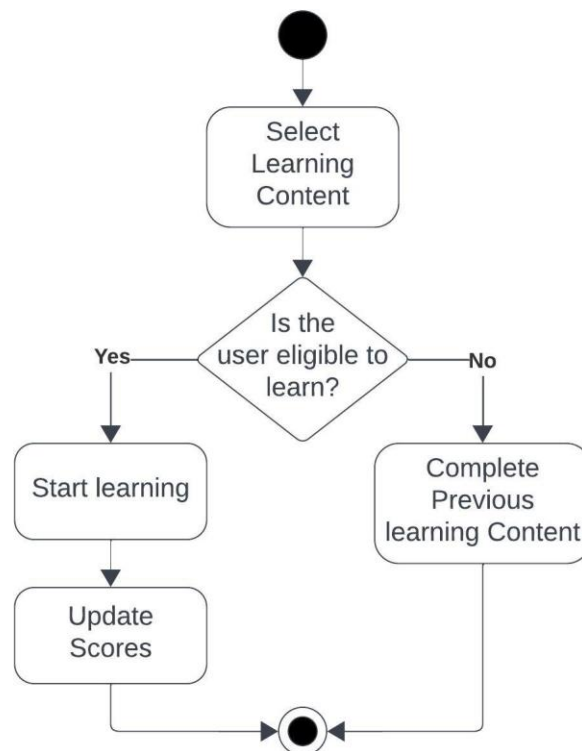 Select
Learning
Content
Is the
user eligible to
learn?
Yes
No
Start learning
Complete
Previous
learning Content
Update
Scores